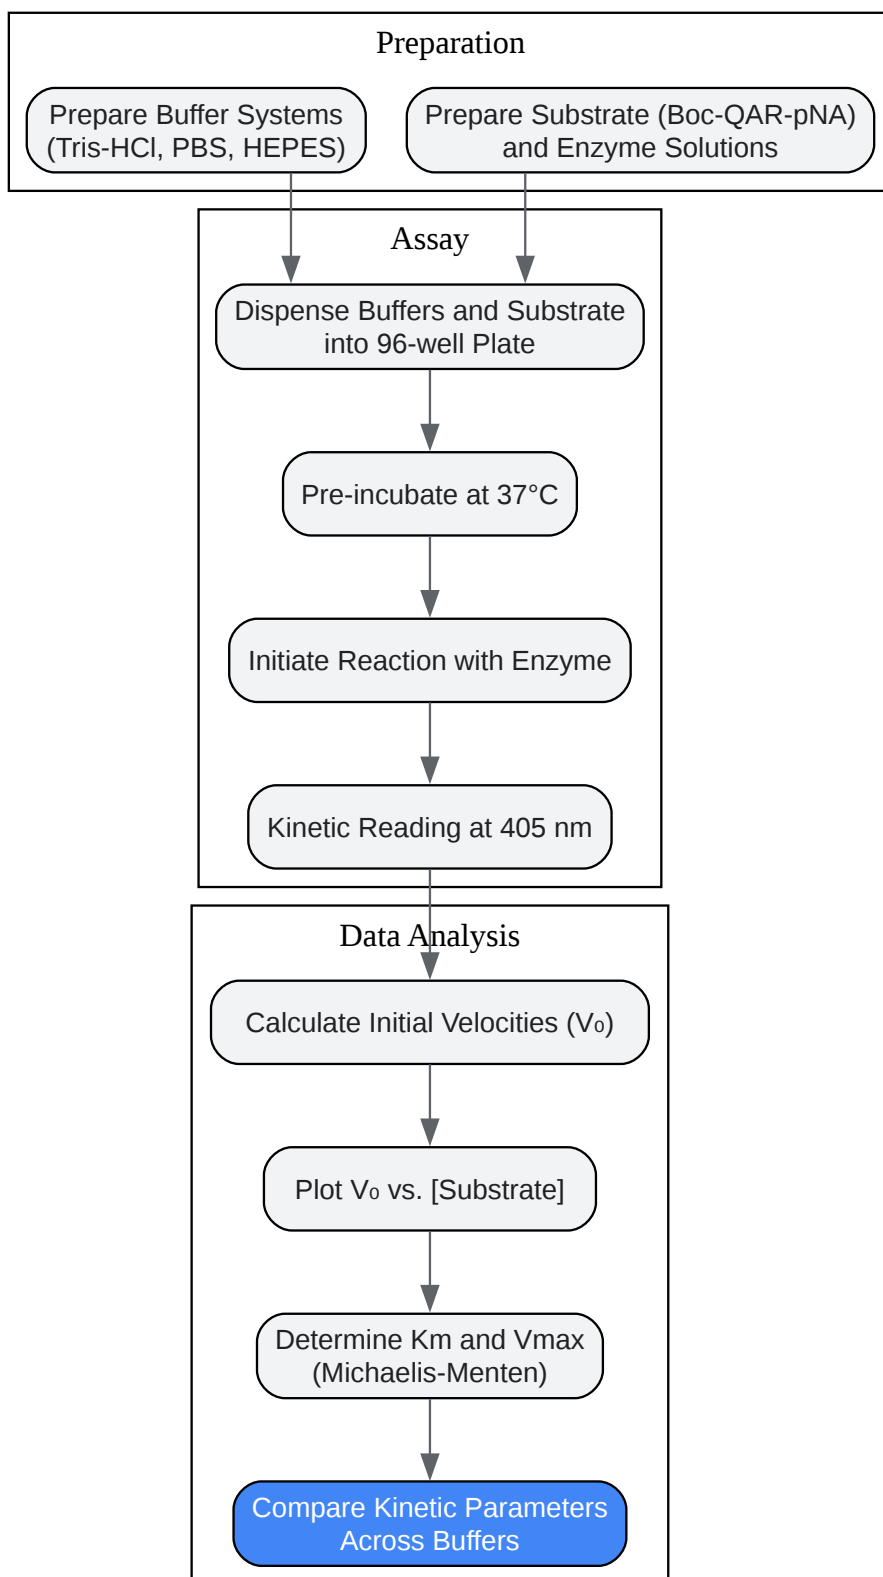 Preparation
Prepare Buffer Systems
(Tris-HCl, PBS, HEPES)
Prepare Substrate (Boc-QAR-pNA)
and Enzyme Solutions
Assay
Dispense Buffers and Substrate
into 96-well Plate
Pre-incubate at 37°C
Initiate Reaction with Enzyme
Kinetic Reading at 405 nm
Data Analysis
Calculate Initial Velocities (V₀)
Plot V₀ vs. [Substrate]
Determine Km and Vmax
(Michaelis-Menten)
Compare Kinetic Parameters
Across Buffers